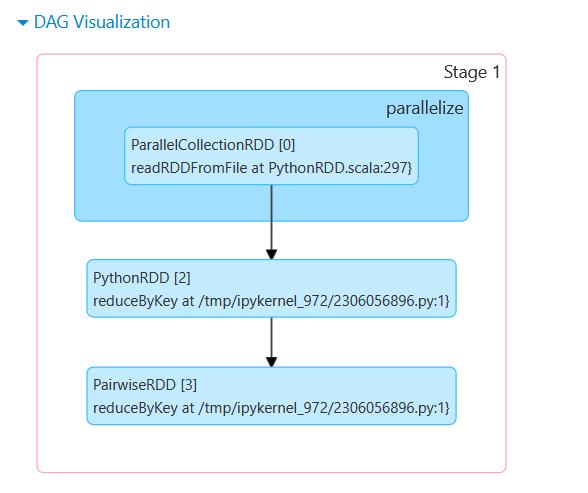 DAG Visualization
Stage 1
parallelize
ParallelCollectionRDD [0]
readRDDFromFile at PythonRDD.scala:297}
PythonRDD [2]
reduceByKey at /tmp/ipykernel_972/2306056896.py:1}
PairwiseRDD [3]
reduceByKey at /tmp/ipykernel_972/2306056896.py:1}